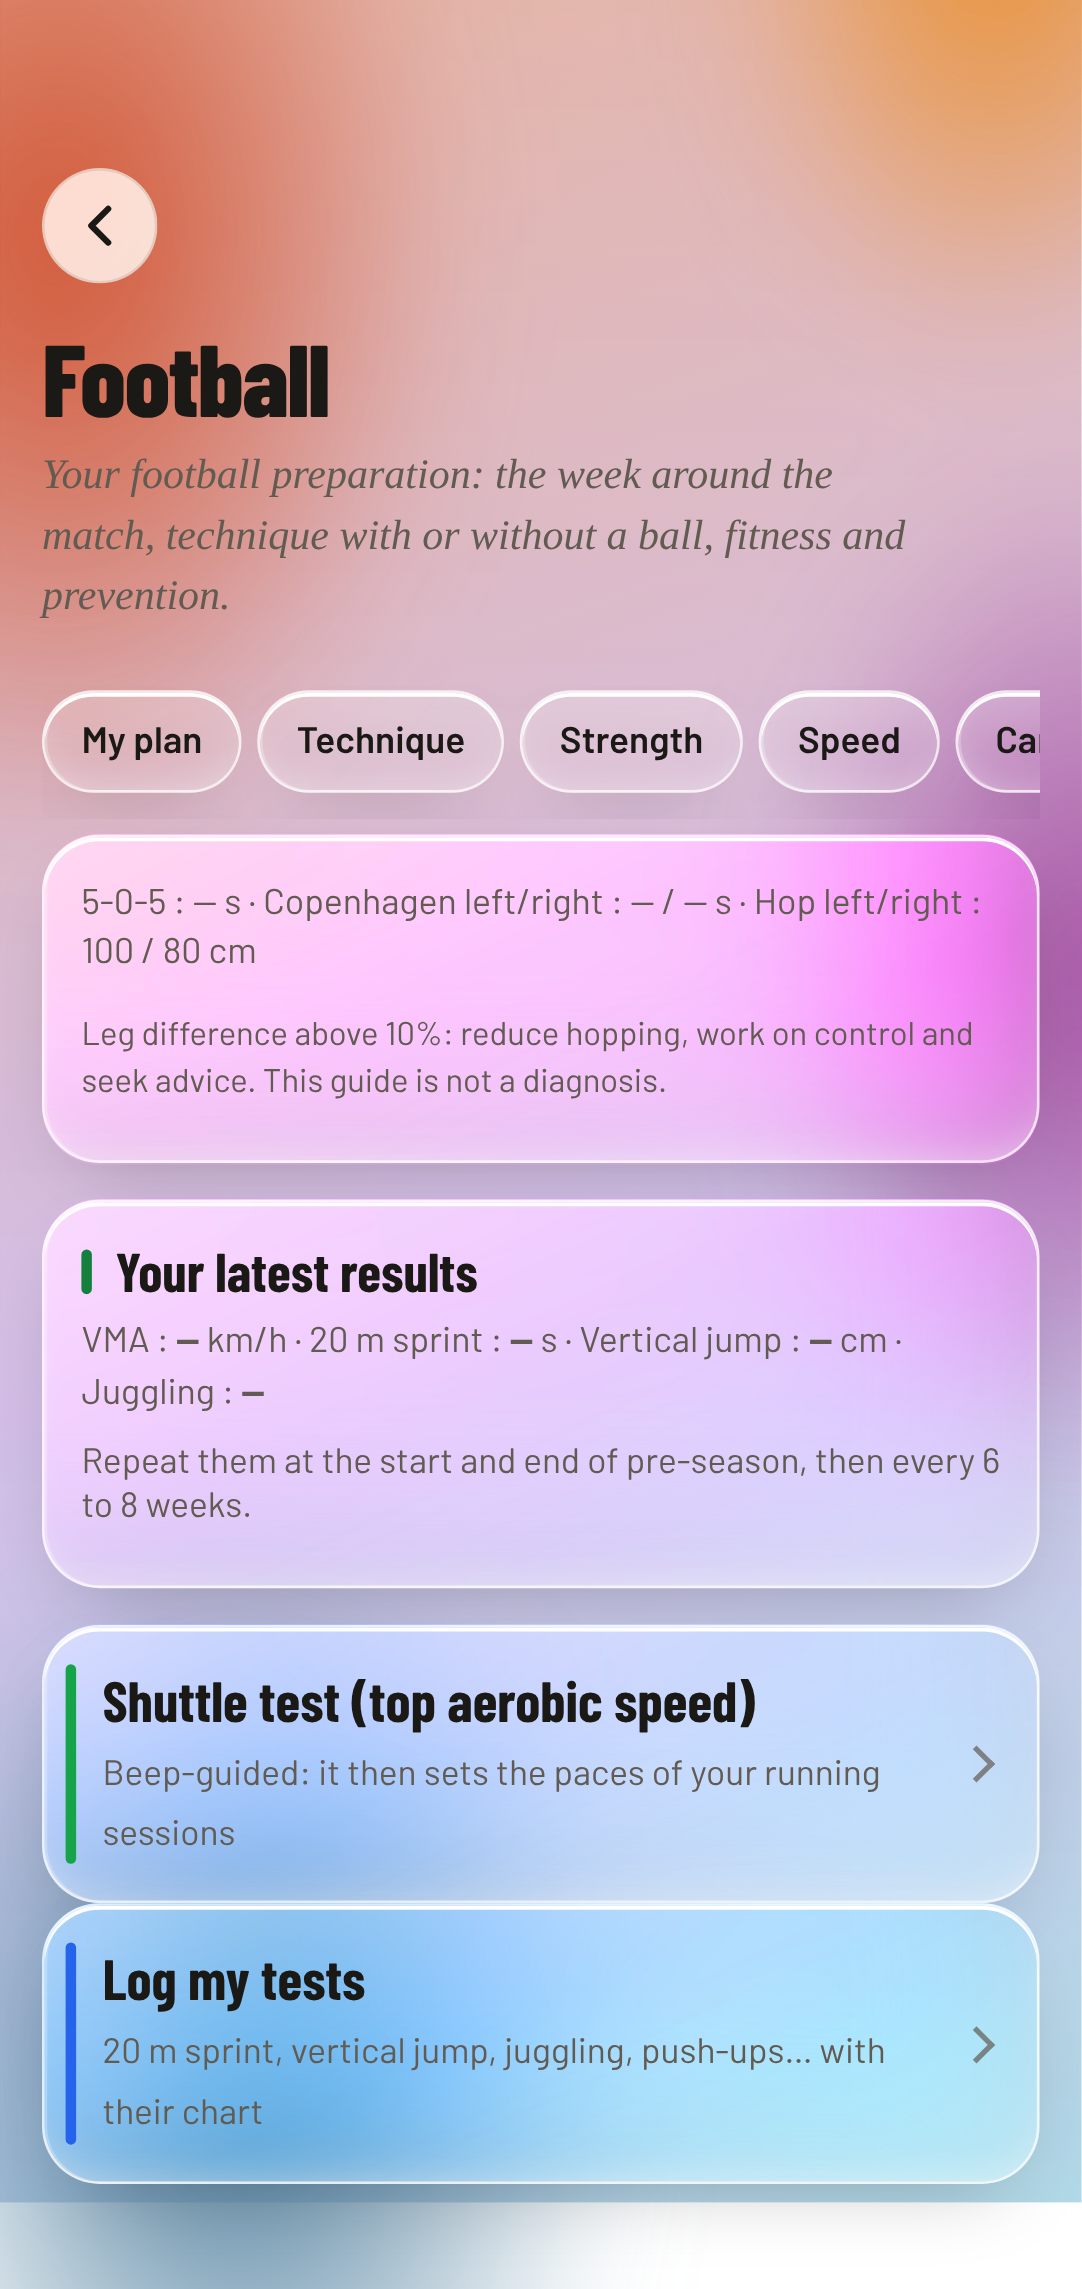 Football
Your football preparation: the week around the
match, technique with or without a ball, fitness and
prevention.
My plan
Technique
Strength
Speed
5-0-5 : — s · Copenhagen left/right : — / — s · Hop left/right :
100 / 80 cm
Leg difference above 10%: reduce hopping, work on control and
seek advice. This guide is not a diagnosis.
Your latest results
VMA : — km/h · 20 m sprint : — s · Vertical jump : — cm ·
Juggling : —
Repeat them at the start and end of pre-season, then every 6
to 8 weeks.
Shuttle test (top aerobic speed)
Beep-guided: it then sets the paces of your running
sessions
Log my tests
20 m sprint, vertical jump, juggling, push-ups... with
their chart